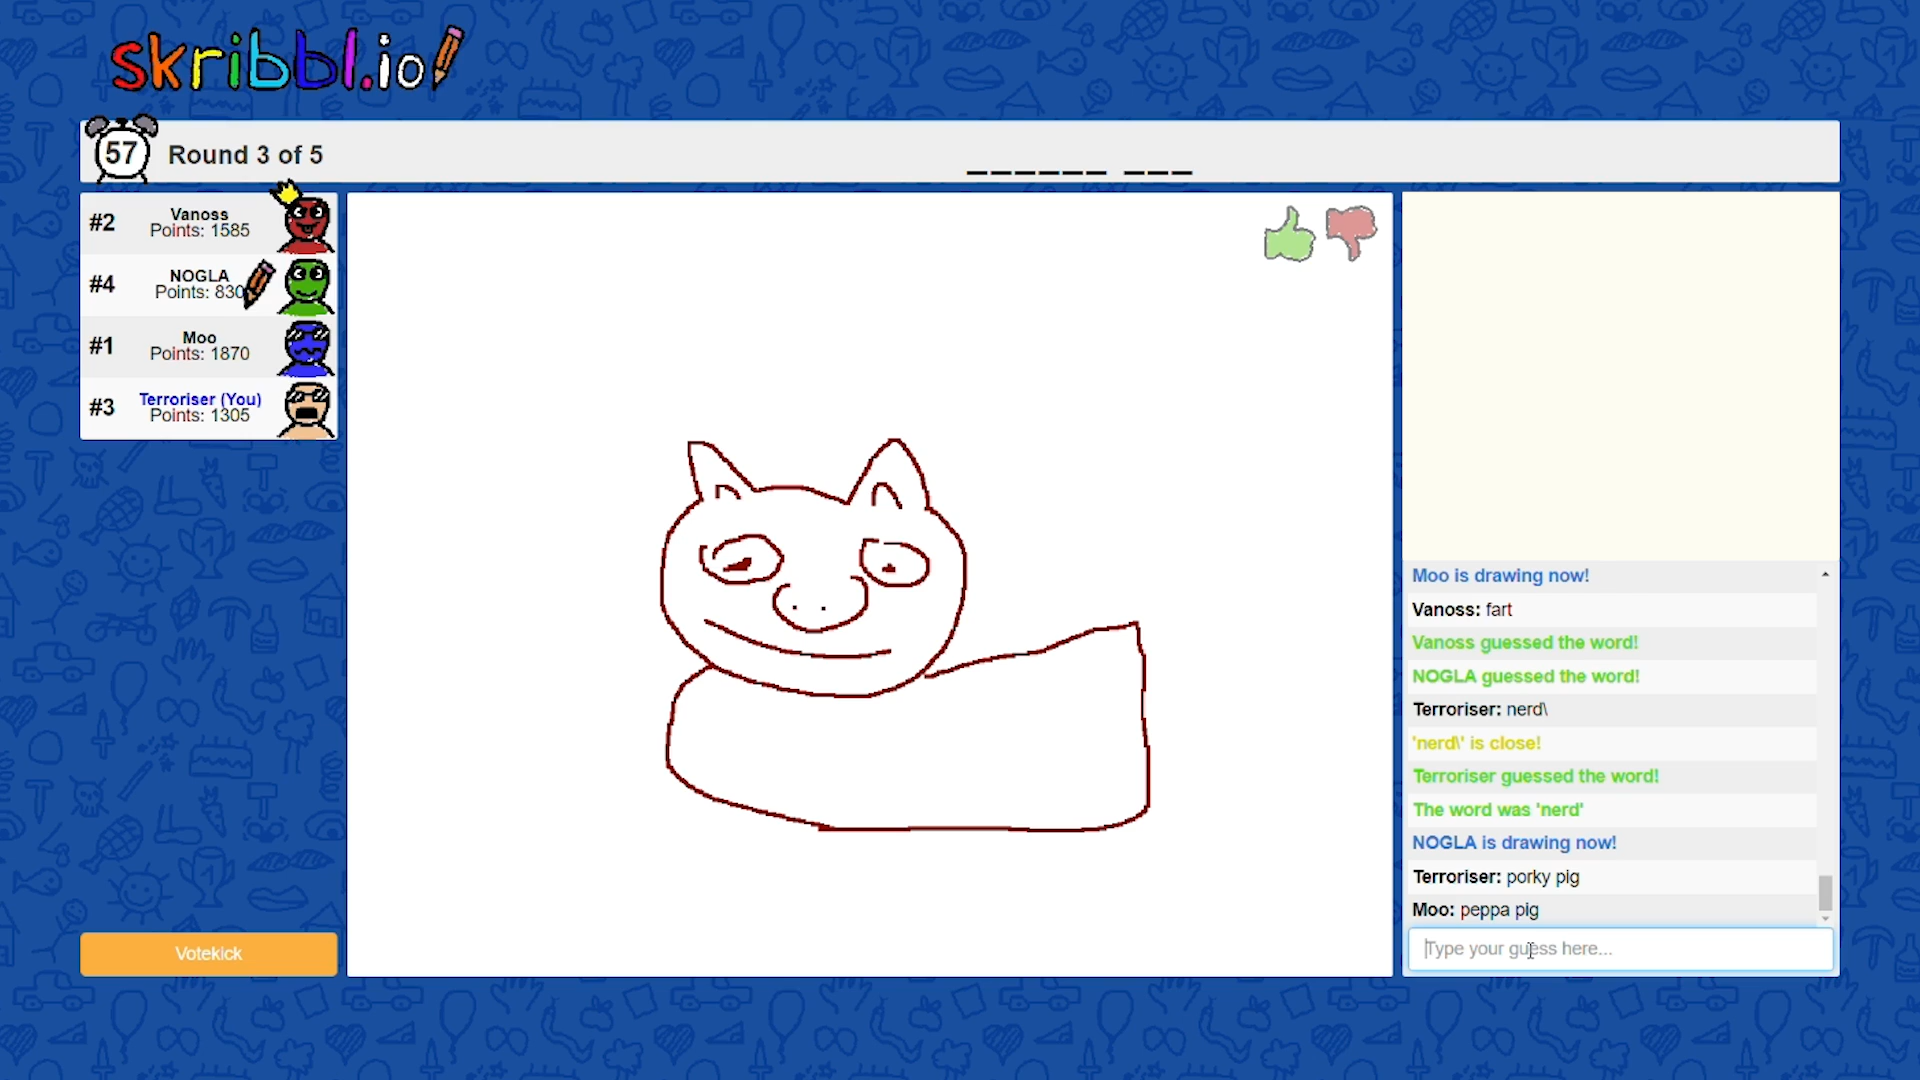 skribbl.io
57
Round 3 of 5
______ ___
#2 Vanoss
Points: 1585
#4 NOGLA
Points: 830
#1 Moo
Points: 1870
#3 Terroriser (You)
Points: 1305
Votekick
Moo is drawing now!
Vanoss: fart
Vanoss guessed the word!
NOGLA guessed the word!
Terroriser: nerd\
'nerd\' is close!
Terroriser guessed the word!
The word was 'nerd'
NOGLA is drawing now!
Terroriser: porky pig
Moo: peppa pig
Type your guess here...